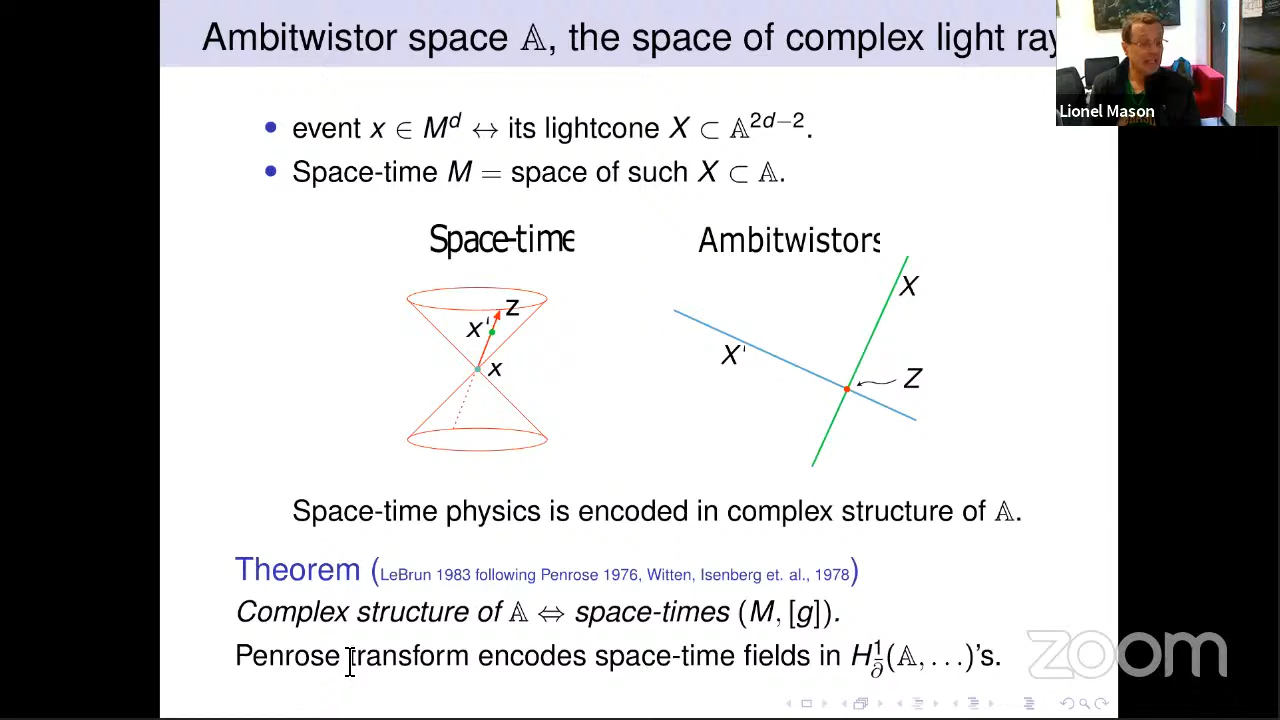 Ambitwistor space 𝔸, the space of complex light ray
Lionel Mason
• event x ∈ M^d ↔ its lightcone X ⊂ 𝔸^{2d−2}.
• Space-time M = space of such X ⊂ 𝔸.
Space-time
Ambitwistors
Z
x'
x
X
X'
Z
Space-time physics is encoded in complex structure of 𝔸.
Theorem (LeBrun 1983 following Penrose 1976, Witten, Isenberg et. al., 1978)
Complex structure of 𝔸 ⇔ space-times (M, [g]).
Penrose transform encodes space-time fields in H^1_{∂̄}(𝔸, …)'s.
zoom